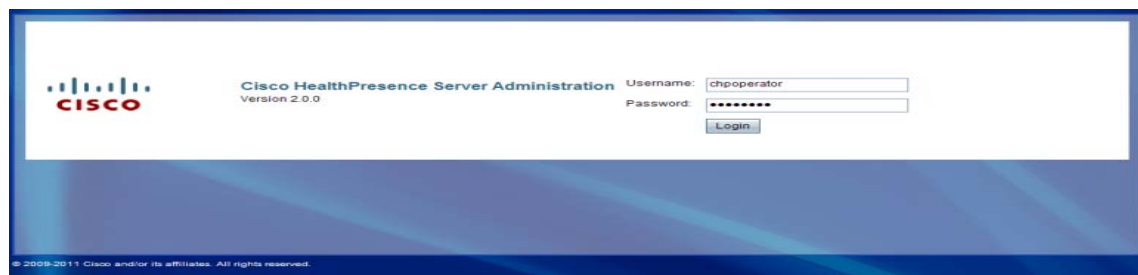 CISCO
Cisco HealthPresence Server Administration
Version 2.0.0
Username: chpoperator
Password: ••••••••
Login
© 2009-2011 Cisco and/or its affiliates. All rights reserved.